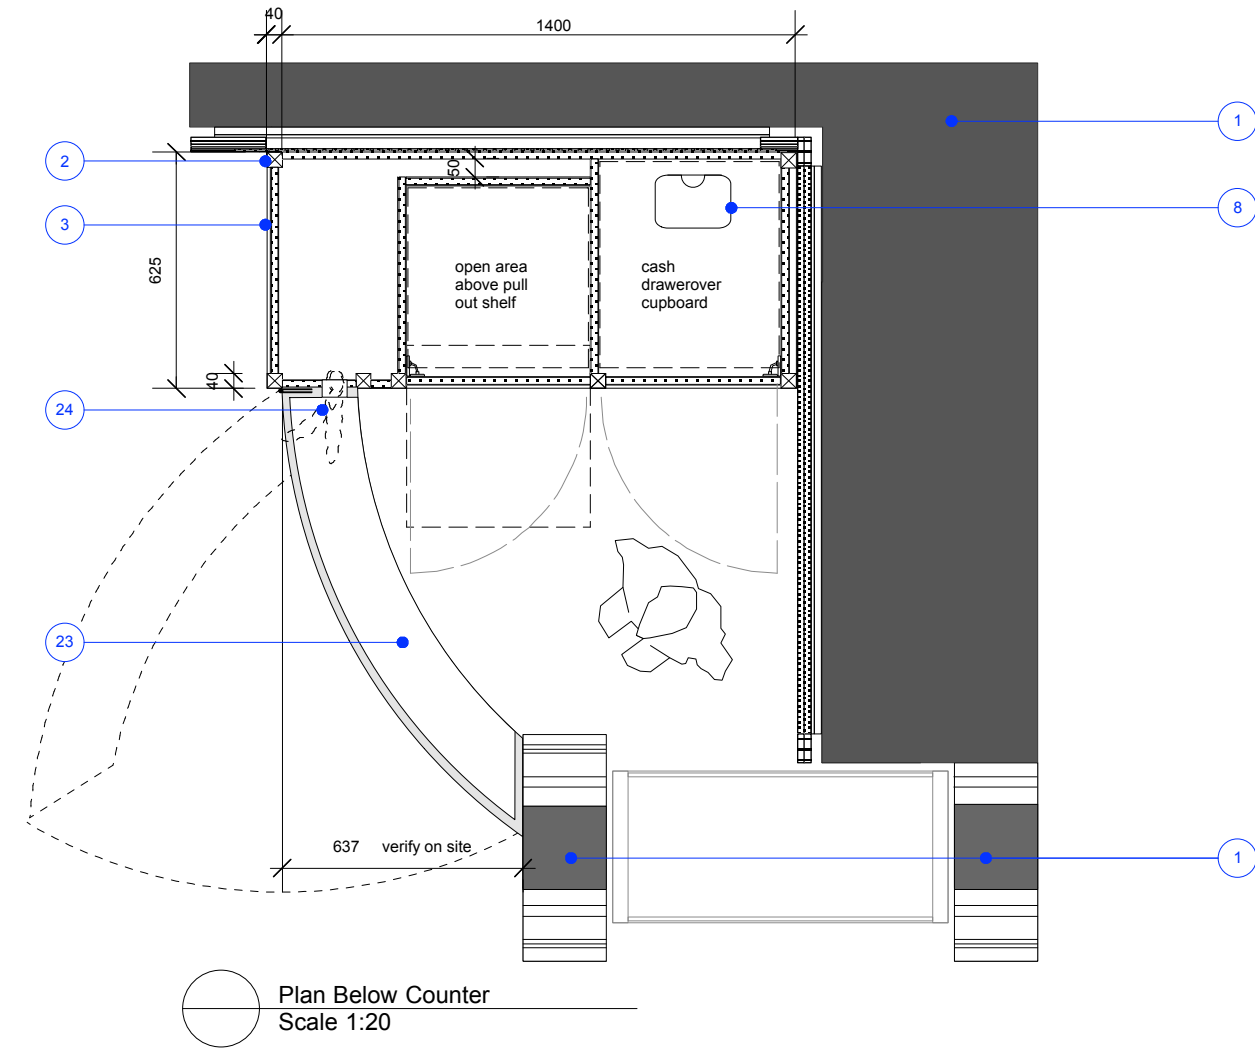 40
1400
1
2
50
8
3
625
open area
above pull
out shelf
cash
drawerover
cupboard
40
24
23
637 verify on site
1
Plan Below Counter
Scale 1:20